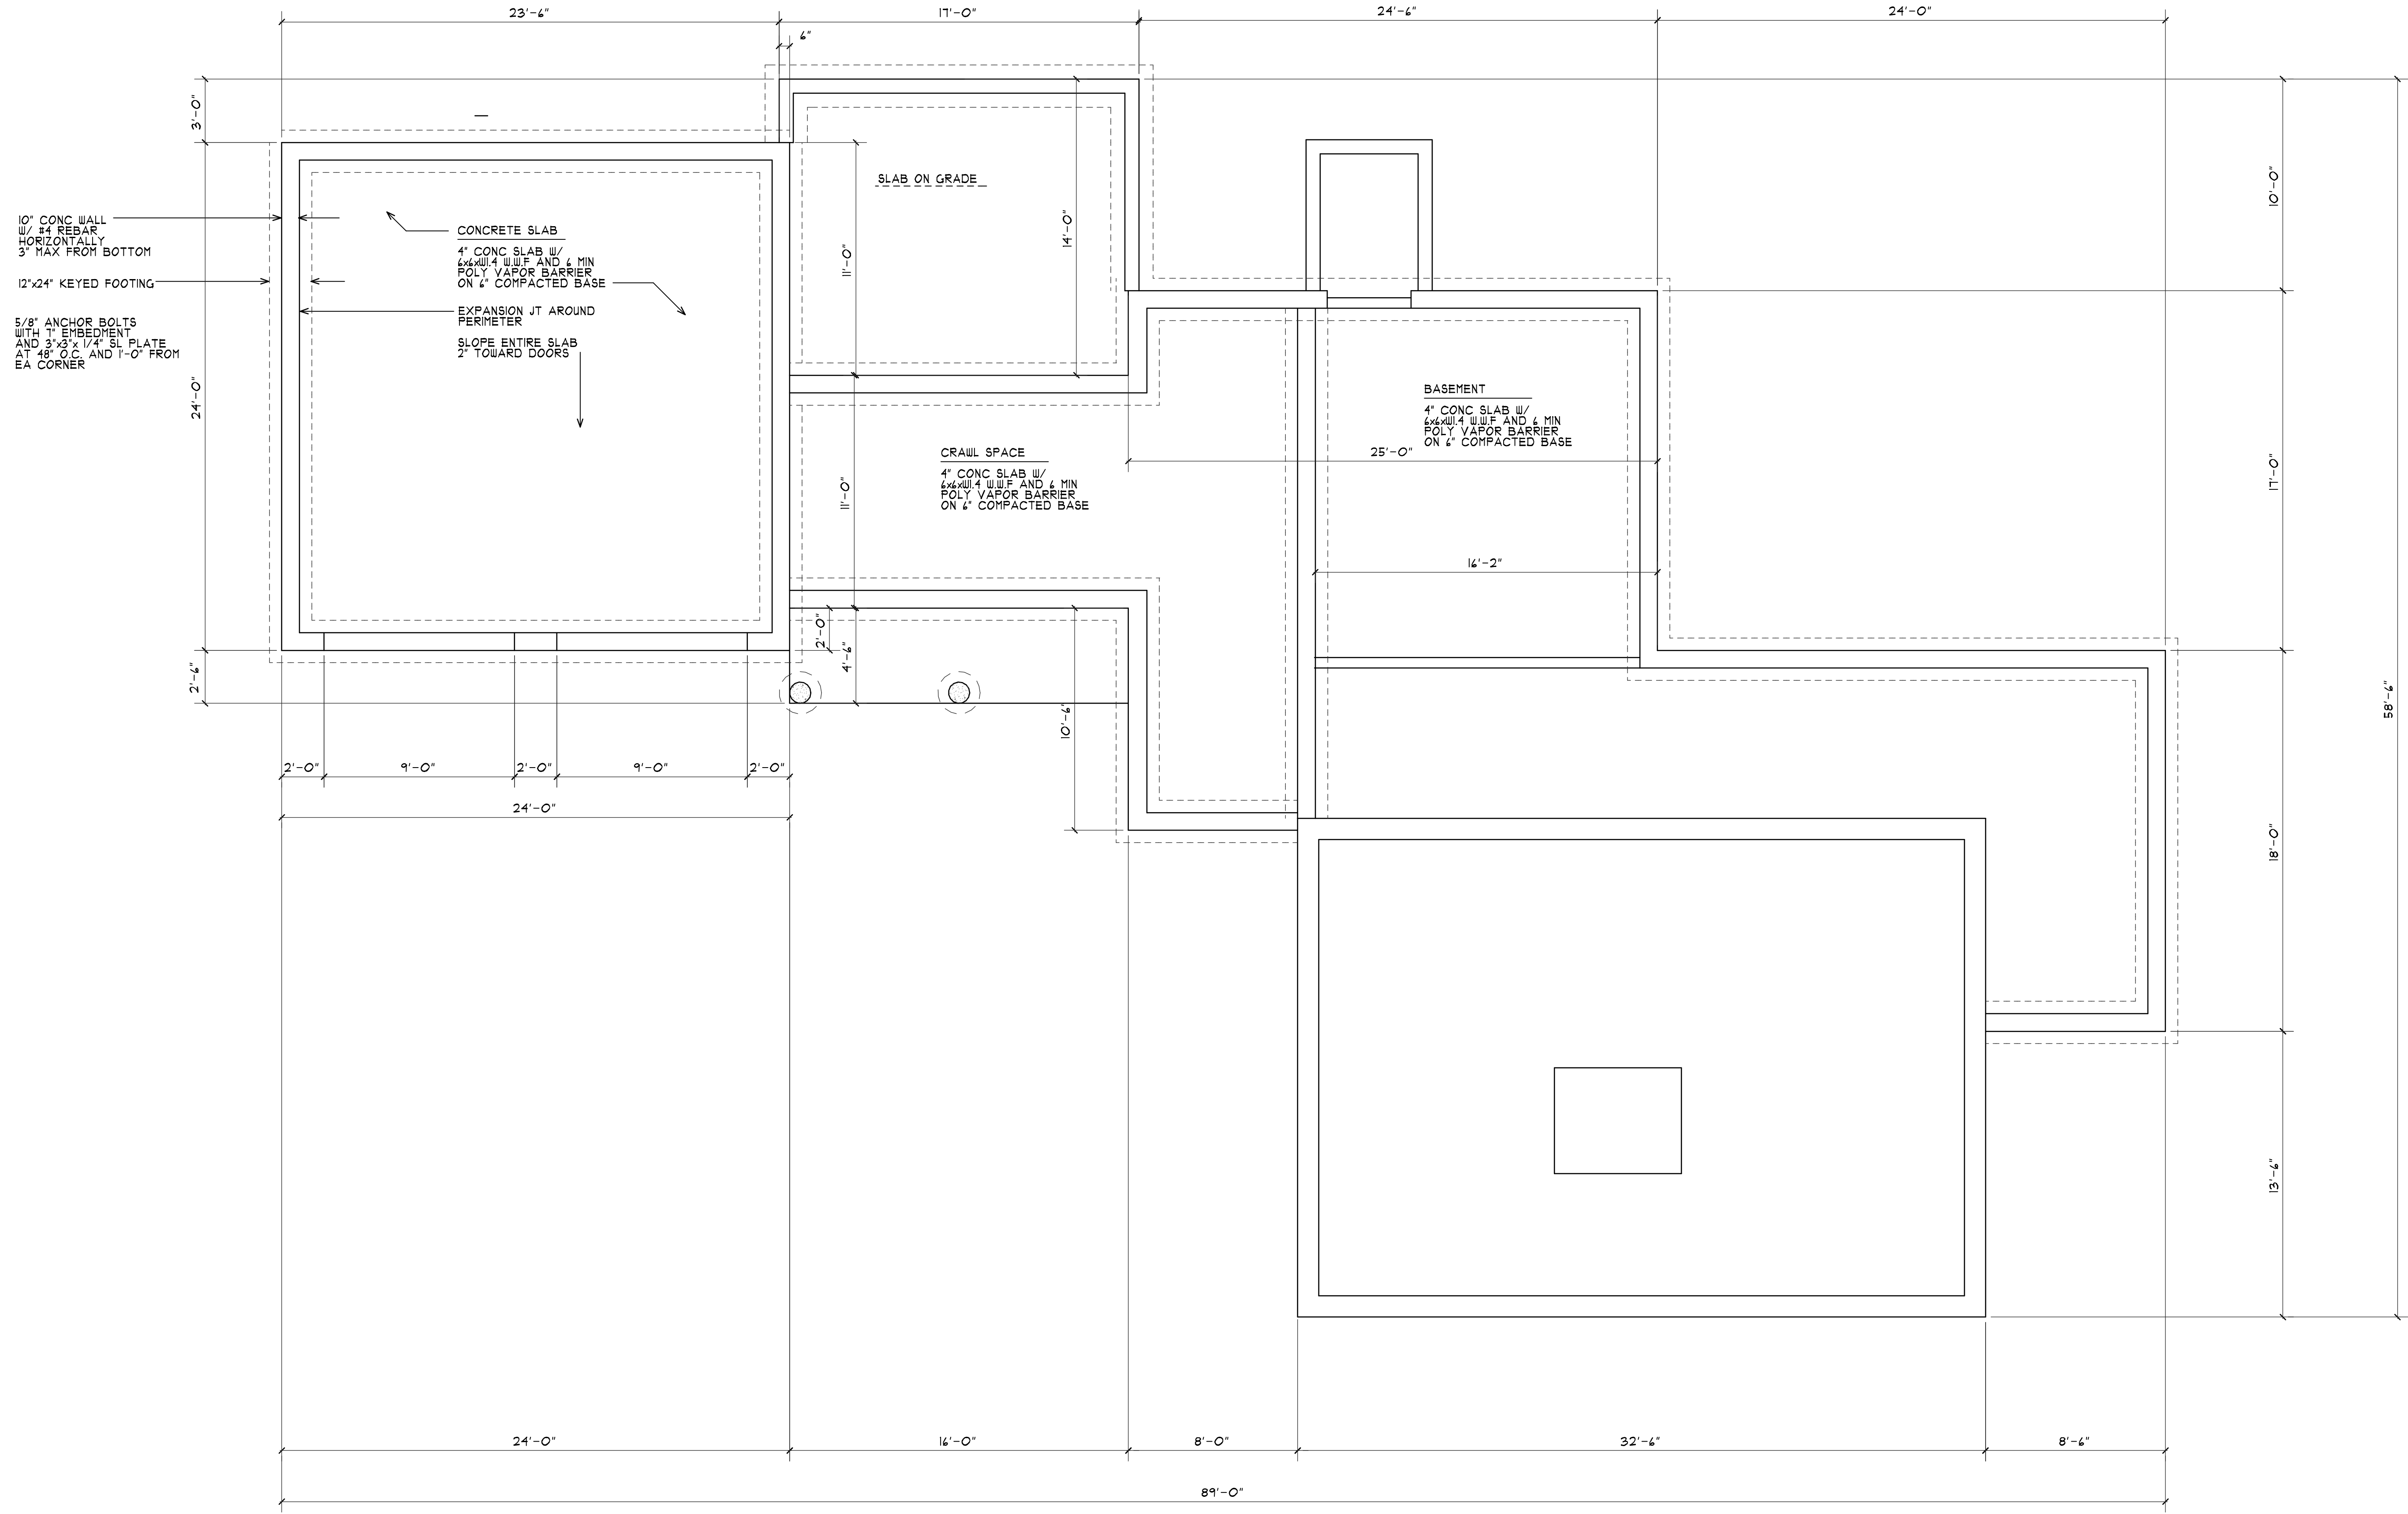 23'-6"
17'-0"
24'-6"
24'-0"
6"
3'-0"
24'-0"
2'-6"
10" CONC WALL
W/ #4 REBAR
HORIZONTALLY
3" MAX FROM BOTTOM
12"x24" KEYED FOOTING
5/8" ANCHOR BOLTS
WITH 7" EMBEDMENT
AND 3"x3"x 1/4" SL PLATE
AT 48" O.C. AND 1'-0" FROM
EA CORNER
CONCRETE SLAB
4" CONC SLAB W/
6x6xW1.4 W.W.F AND 6 MIN
POLY VAPOR BARRIER
ON 6" COMPACTED BASE
EXPANSION JT AROUND
PERIMETER
SLOPE ENTIRE SLAB
2" TOWARD DOORS
SLAB ON GRADE
11'-0"
14'-0"
CRAWL SPACE
4" CONC SLAB W/
6x6xW1.4 W.W.F AND 6 MIN
POLY VAPOR BARRIER
ON 6" COMPACTED BASE
11'-0"
BASEMENT
4" CONC SLAB W/
6x6xW1.4 W.W.F AND 6 MIN
POLY VAPOR BARRIER
ON 6" COMPACTED BASE
25'-0"
16'-2"
2'-0"
4'-6"
10'-6"
10'-0"
17'-0"
18'-0"
13'-6"
58'-6"
2'-0"
9'-0"
2'-0"
9'-0"
2'-0"
24'-0"
24'-0"
16'-0"
8'-0"
32'-6"
8'-6"
89'-0"